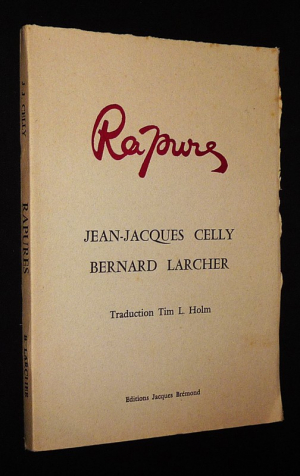 Rapures
JEAN-JACQUES CELLY
BERNARD LARCHER
Traduction Tim L Holm
Editions Jacques Brémond
J.J. CELLY
RAPURES
B. LARCHER